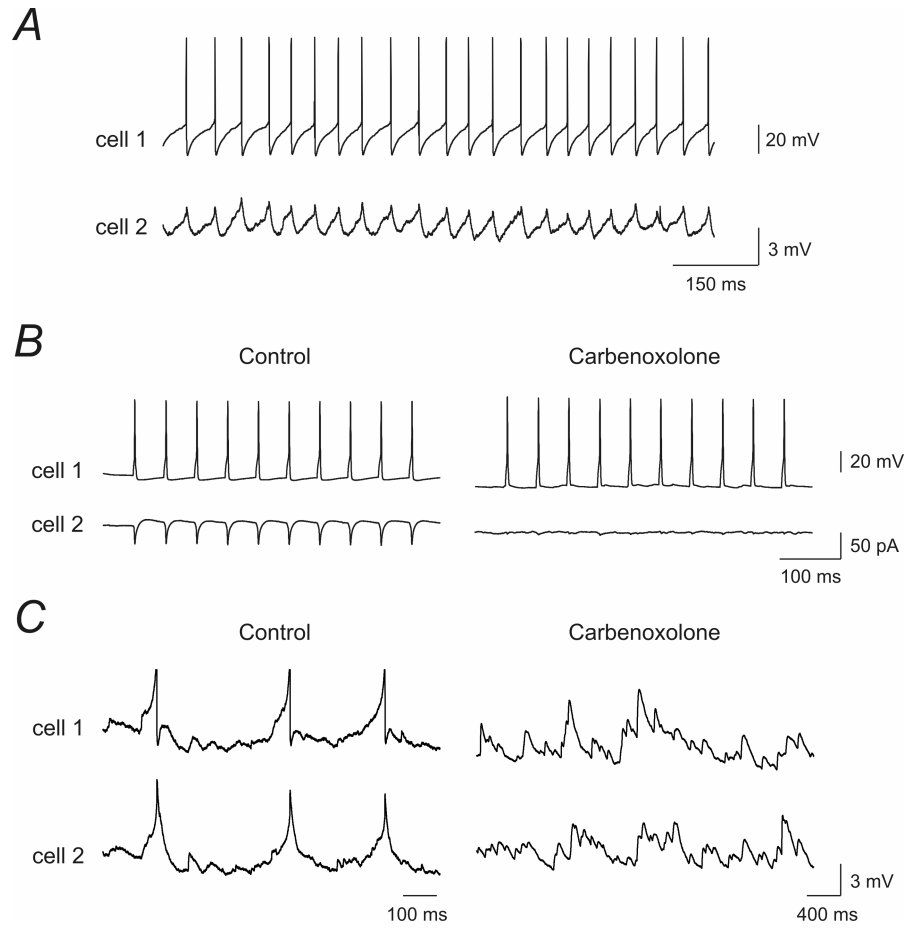 A
cell 1
20 mV
cell 2
3 mV
150 ms
B
Control Carbenoxolone
cell 1
20 mV
cell 2
50 pA
100 ms
C
Control Carbenoxolone
cell 1
cell 2
3 mV
100 ms 400 ms